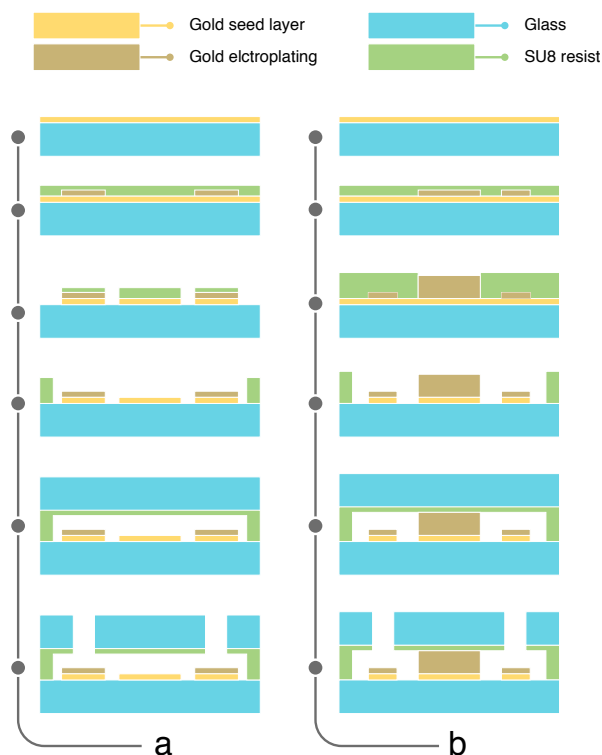 Gold seed layer
Glass
Gold elctroplating
SU8 resist
a
b